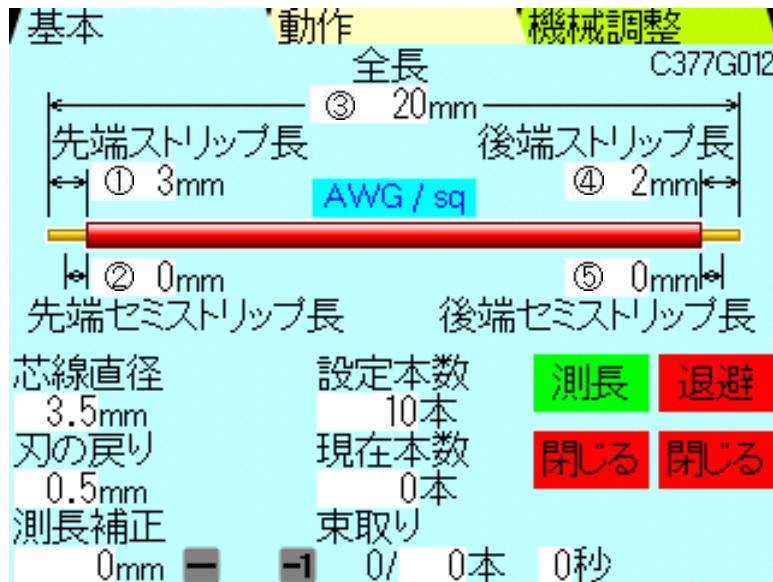 基本 動作 機械調整
全長 C377G012
③ 20mm
先端ストリップ長 後端ストリップ長
① 3mm AWG / sq ④ 2mm
② 0mm ⑤ 0mm
先端セミストリップ長 後端セミストリップ長
芯線直径 設定本数 測長 退避
3.5mm 10本
刃の戻り 現在本数 閉じる 閉じる
0.5mm 0本
測長補正 束取り
0mm ー -1 0/ 0本 0秒